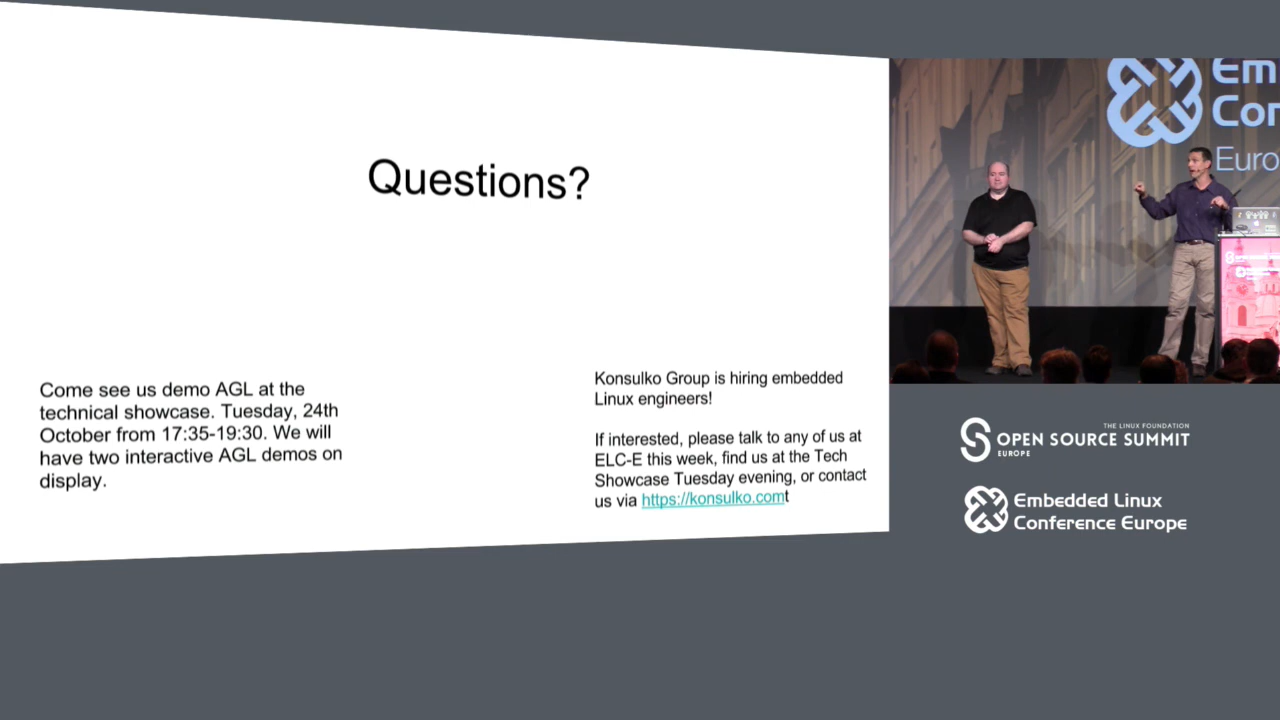 Questions?
Come see us demo AGL at the
technical showcase. Tuesday, 24th
October from 17:35-19:30. We will
have two interactive AGL demos on
display.
Konsulko Group is hiring embedded
Linux engineers!
If interested, please talk to any of us at
ELC-E this week, find us at the Tech
Showcase Tuesday evening, or contact
us via https://konsulko.comt
Em
Con
Euro
THE LINUX FOUNDATION
OPEN SOURCE SUMMIT
EUROPE
Embedded Linux
Conference Europe